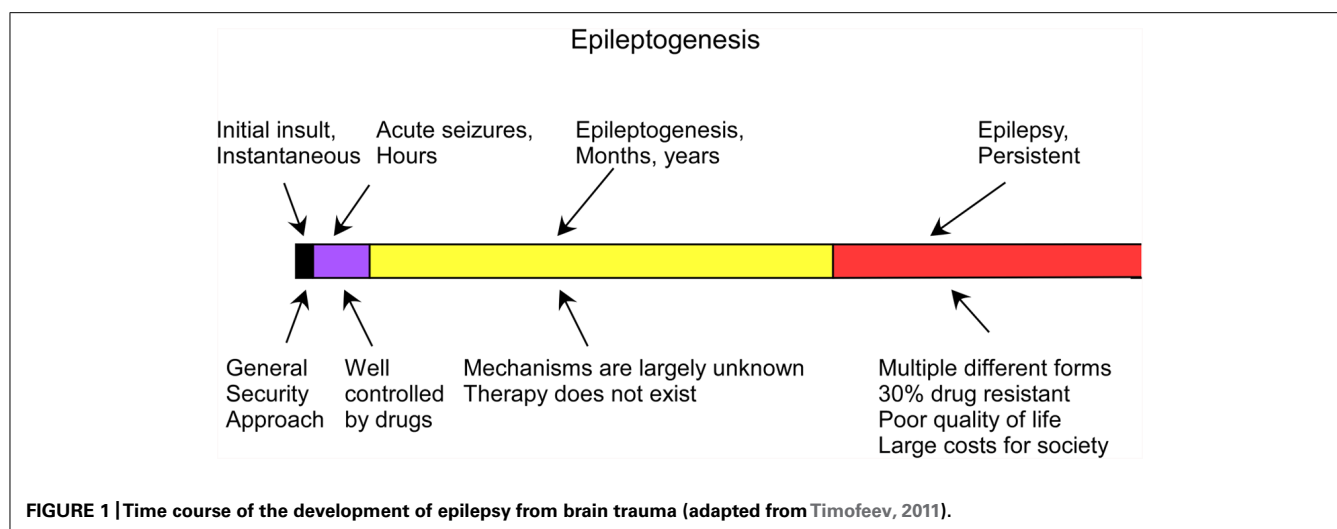 Epileptogenesis
Initial insult,
Instantaneous
Acute seizures,
Hours
Epileptogenesis,
Months, years
Epilepsy,
Persistent
General
Security
Approach
Well
controlled
by drugs
Mechanisms are largely unknown
Therapy does not exist
Multiple different forms
30% drug resistant
Poor quality of life
Large costs for society
FIGURE 1 | Time course of the development of epilepsy from brain trauma (adapted from Timofeev, 2011).